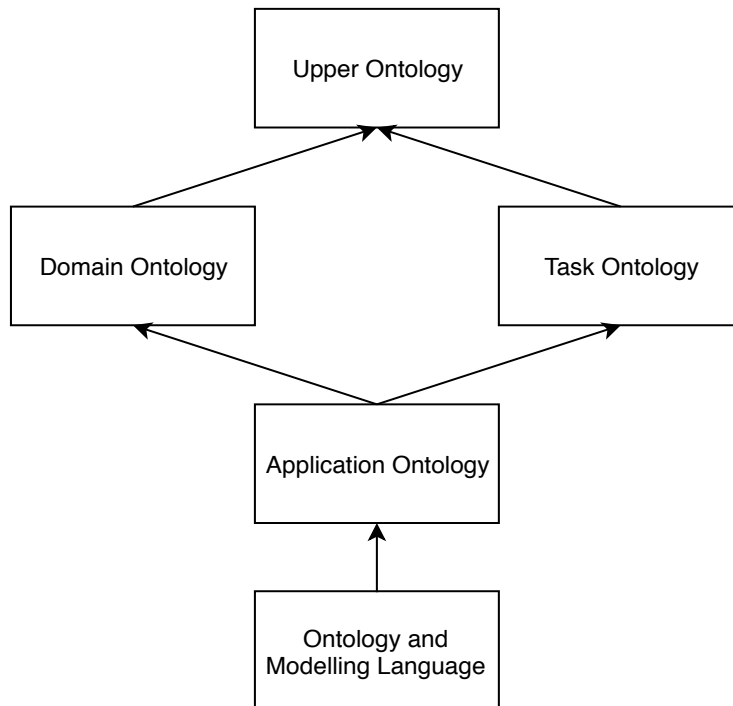 Upper Ontology
Domain Ontology
Task Ontology
Application Ontology
Ontology and
Modelling Language